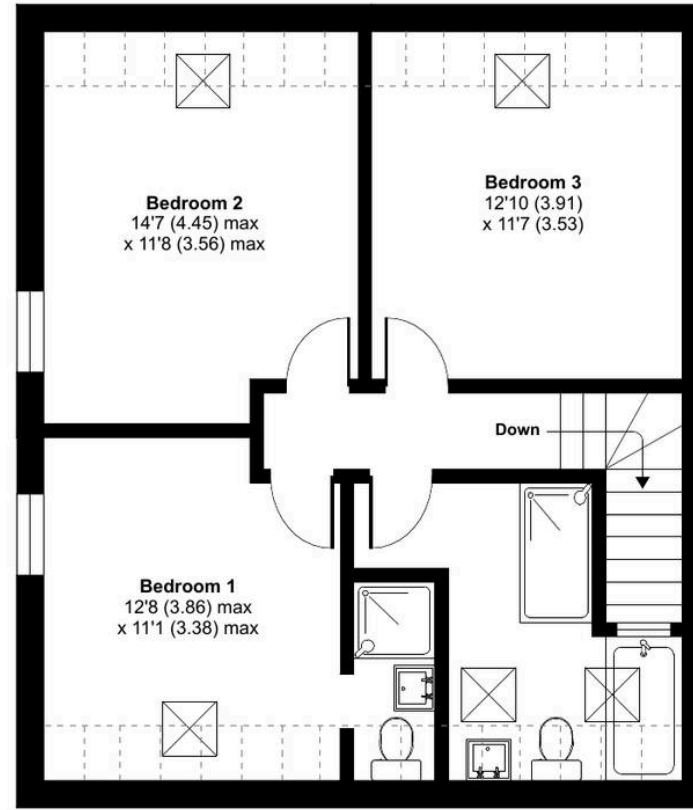 Bedroom 2
14'7 (4.45) max
x 11'8 (3.56) max
Bedroom 3
12'10 (3.91)
x 11'7 (3.53)
Down
Bedroom 1
12'8 (3.86) max
x 11'1 (3.38) max